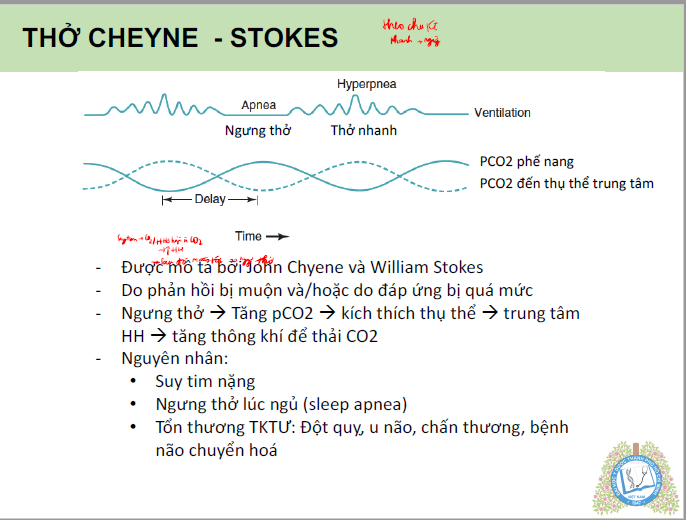 THỞ CHEYNE - STOKES
theo chu kì
nhanh → ngừ
Hyperpnea
Apnea
Ventilation
Ngưng thở
Thở nhanh
PCO2 phế nang
PCO2 đến thụ thể trung tâm
Delay
Time
- Được mô tả bởi John Chyene và William Stokes
- Do phản hồi bị muộn và/hoặc do đáp ứng bị quá mức
- Ngưng thở → Tăng pCO2 → kích thích thụ thể → trung tâm
HH → tăng thông khí để thải CO2
- Nguyên nhân:
• Suy tim nặng
• Ngưng thở lúc ngủ (sleep apnea)
• Tổn thương TKTƯ: Đột quỵ, u não, chấn thương, bệnh
não chuyển hoá
VIỆT NAM